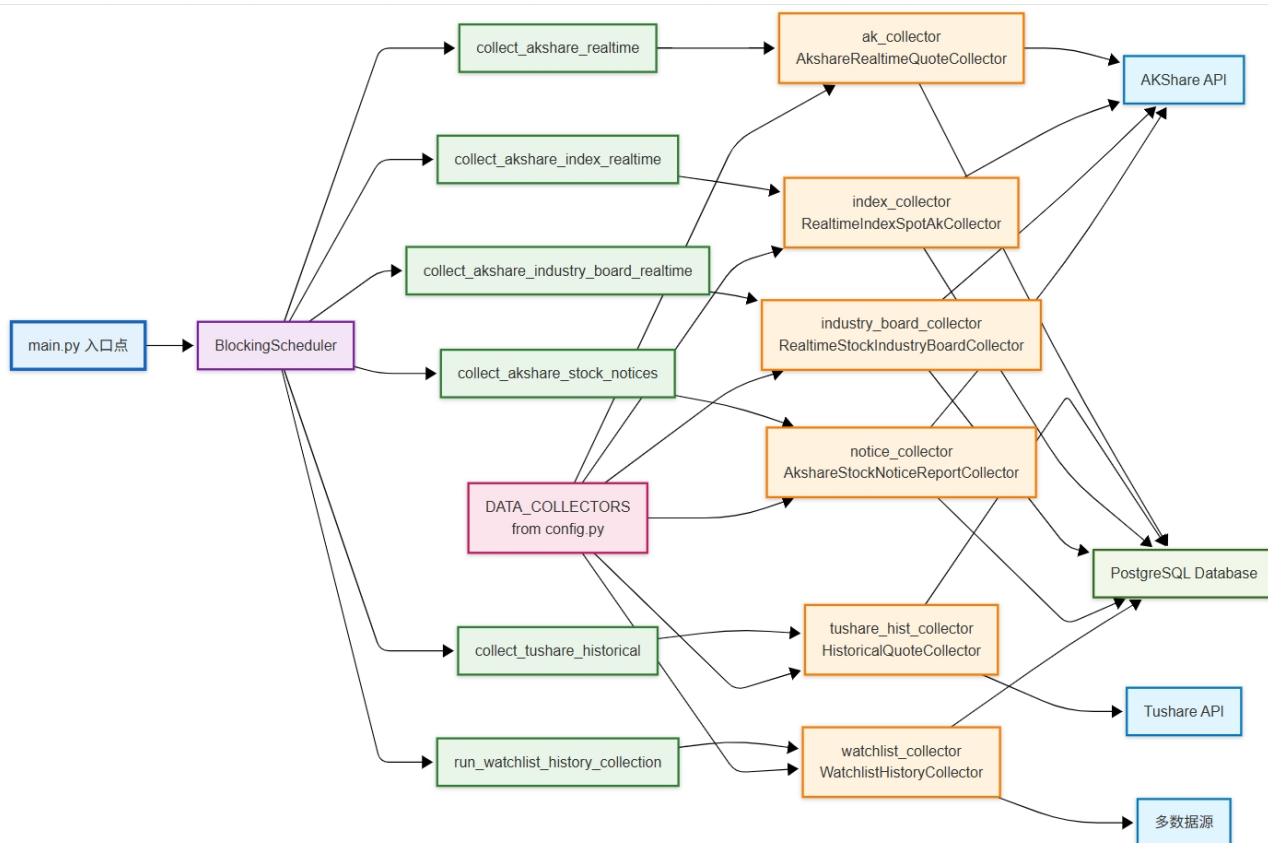 main.py 入口点
BlockingScheduler
collect_akshare_realtime
collect_akshare_index_realtime
collect_akshare_industry_board_realtime
collect_akshare_stock_notices
DATA_COLLECTORS
from config.py
collect_tushare_historical
run_watchlist_history_collection
ak_collector
AkshareRealtimeQuoteCollector
index_collector
RealtimeIndexSpotAkCollector
industry_board_collector
RealtimeStockIndustryBoardCollector
notice_collector
AkshareStockNoticeReportCollector
tushare_hist_collector
HistoricalQuoteCollector
watchlist_collector
WatchlistHistoryCollector
AKShare API
PostgreSQL Database
Tushare API
多数据源